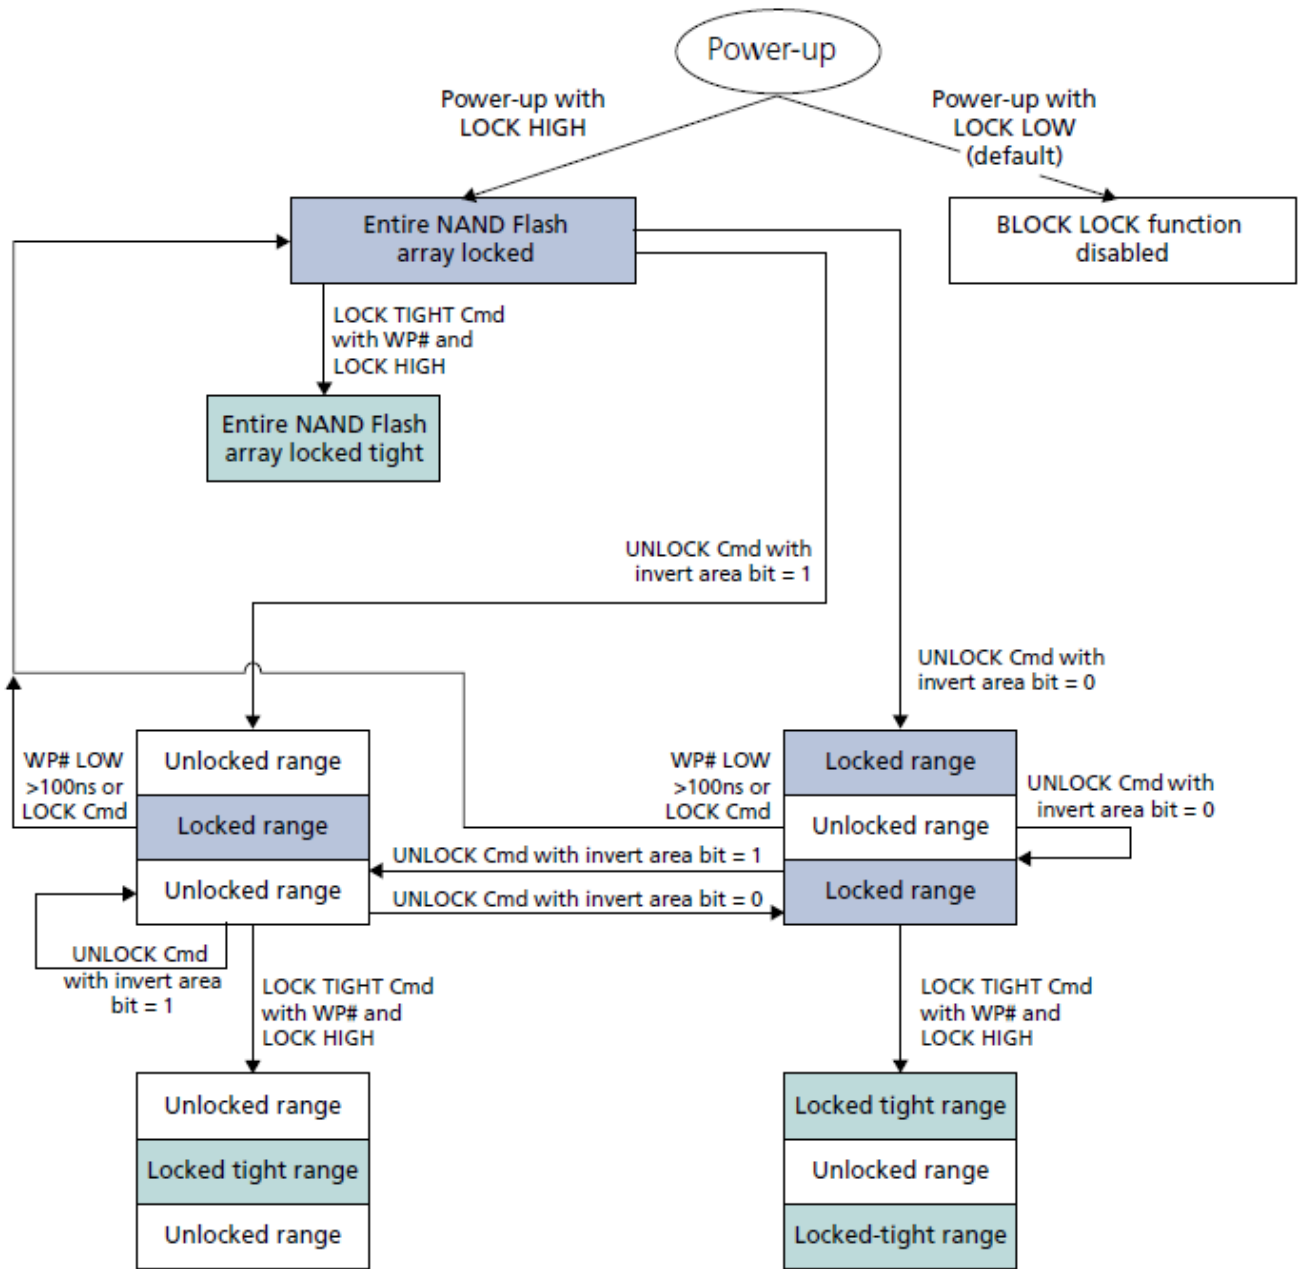 Power-up
Power-up with
LOCK HIGH
Power-up with
LOCK LOW
(default)
Entire NAND Flash
array locked
BLOCK LOCK function
disabled
LOCK TIGHT Cmd
with WP# and
LOCK HIGH
Entire NAND Flash
array locked tight
UNLOCK Cmd with
invert area bit = 1
UNLOCK Cmd with
invert area bit = 0
WP# LOW
>100ns or
LOCK Cmd
Unlocked range
Locked range
Unlocked range
WP# LOW
>100ns or
LOCK Cmd
Locked range
Unlocked range
Locked range
UNLOCK Cmd with
invert area bit = 0
UNLOCK Cmd with invert area bit = 1
UNLOCK Cmd with invert area bit = 0
UNLOCK Cmd
with invert area
bit = 1
LOCK TIGHT Cmd
with WP# and
LOCK HIGH
LOCK TIGHT Cmd
with WP# and
LOCK HIGH
Unlocked range
Locked tight range
Unlocked range
Locked tight range
Unlocked range
Locked-tight range